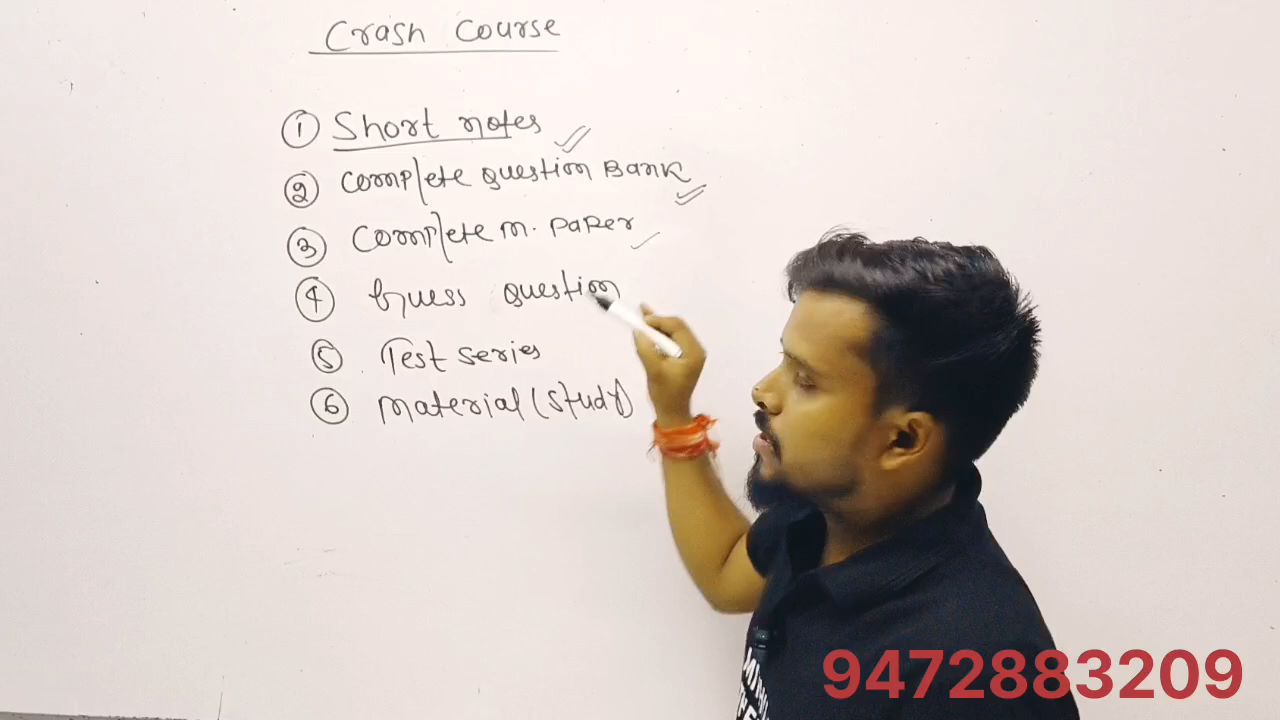 Crash Course
① Short notes
② Complete Question Bank
③ Complete m. Paper
④ Guess Question
⑤ Test series
⑥ Material (Study)
9472883209